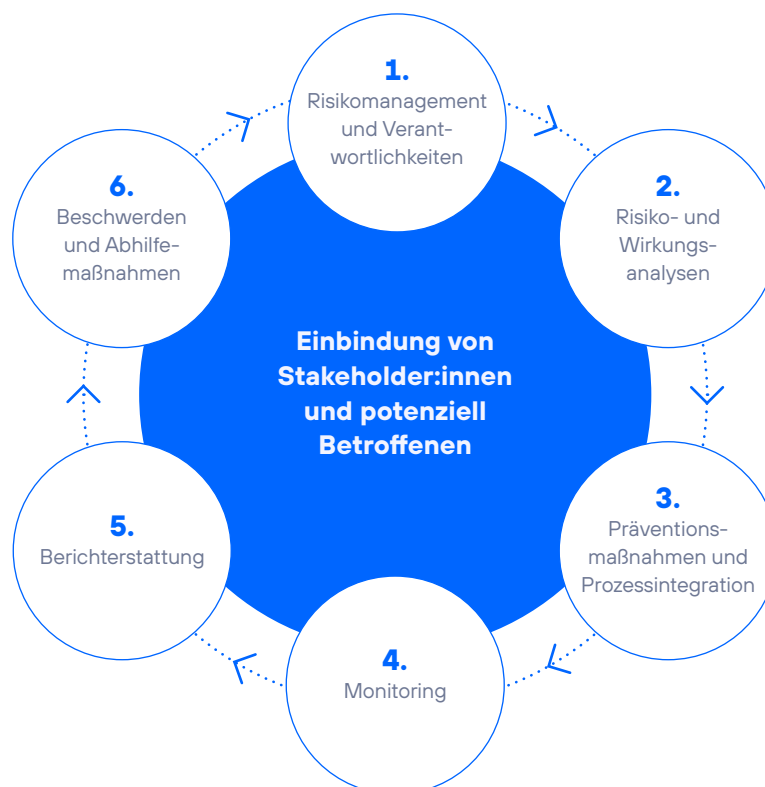 1.
Risikomanagement
und Verant-
wortlichkeiten
2.
Risiko- und
Wirkungs-
analysen
3.
Präventions-
maßnahmen und
Prozessintegration
4.
Monitoring
5.
Berichterstattung
6.
Beschwerden
und Abhilfe-
maßnahmen
Einbindung von
Stakeholder:innen
und potenziell
Betroffenen